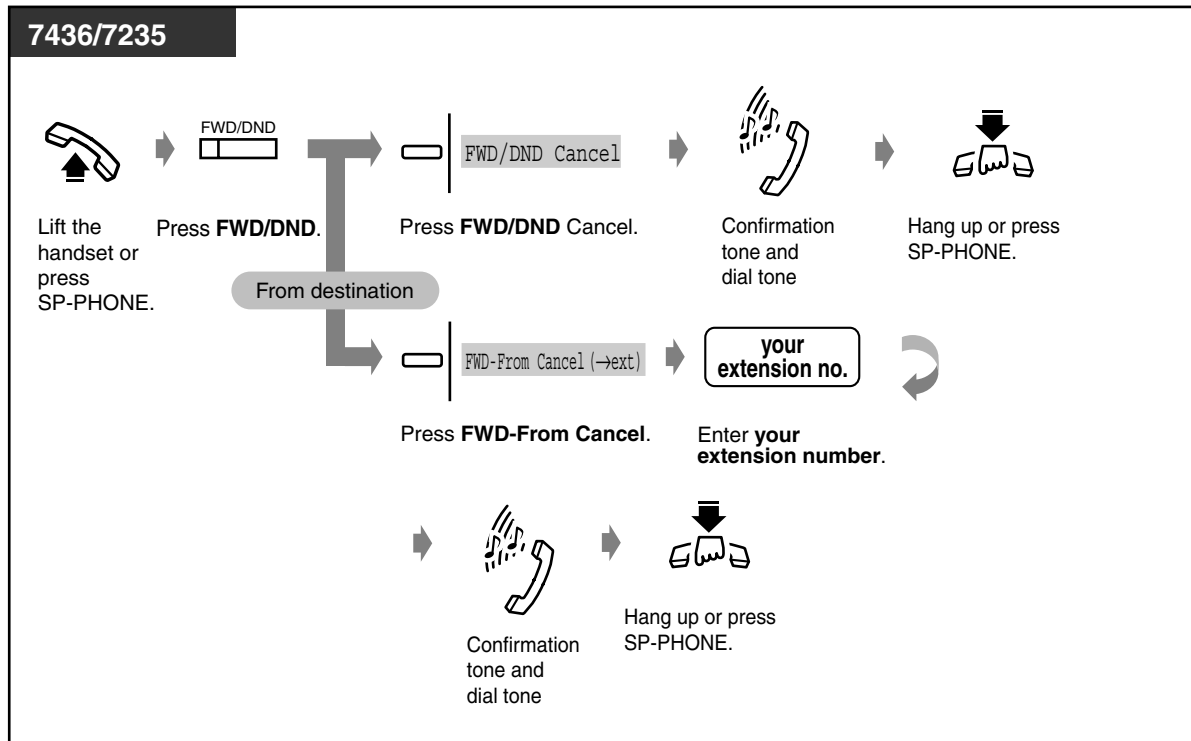 7436/7235
FWD/DND
FWD/DND Cancel
Lift the
handset or
press
SP-PHONE.
Press FWD/DND.
Press FWD/DND Cancel.
Confirmation
tone and
dial tone
Hang up or press
SP-PHONE.
From destination
FWD-From Cancel (→ext)
your
extension no.
Press FWD-From Cancel.
Enter your
extension number.
Confirmation
tone and
dial tone
Hang up or press
SP-PHONE.